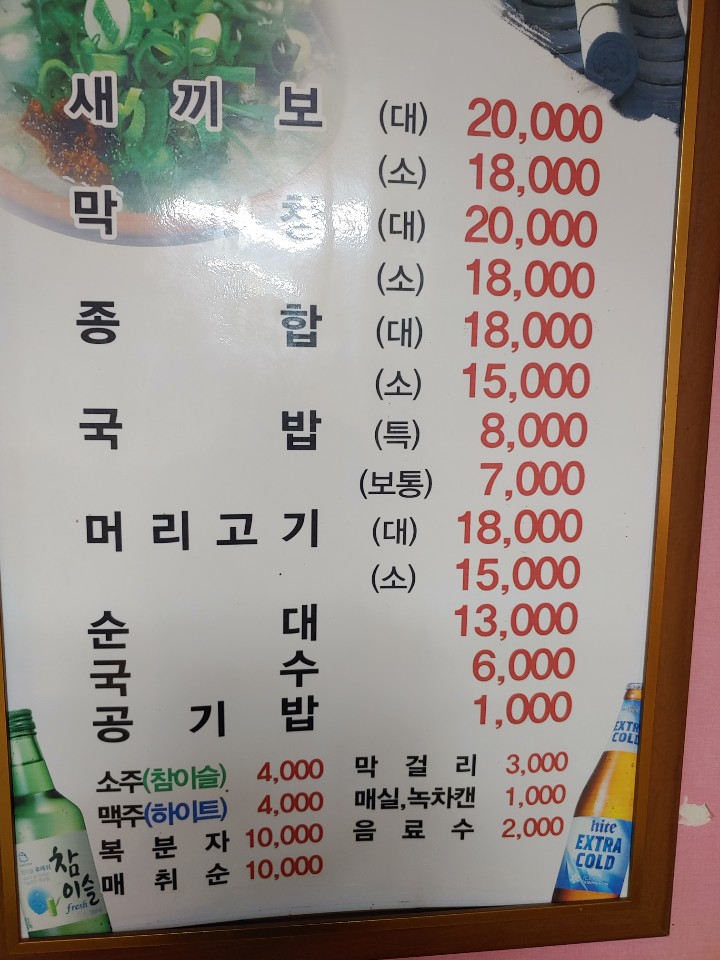 새끼보 (대) 20,000
(소) 18,000
막창 (대) 20,000
(소) 18,000
종합 (대) 18,000
(소) 15,000
국밥 (특) 8,000
(보통) 7,000
머리고기 (대) 18,000
(소) 15,000
순대 13,000
국수 6,000
공기밥 1,000
소주(참이슬) 4,000 막걸리 3,000
맥주(하이트) 4,000 매실,녹차캔 1,000
복분자 10,000 음료수 2,000
매취순 10,000
참이슬
fresh
EXTRA
COLD
hite
EXTRA
COLD